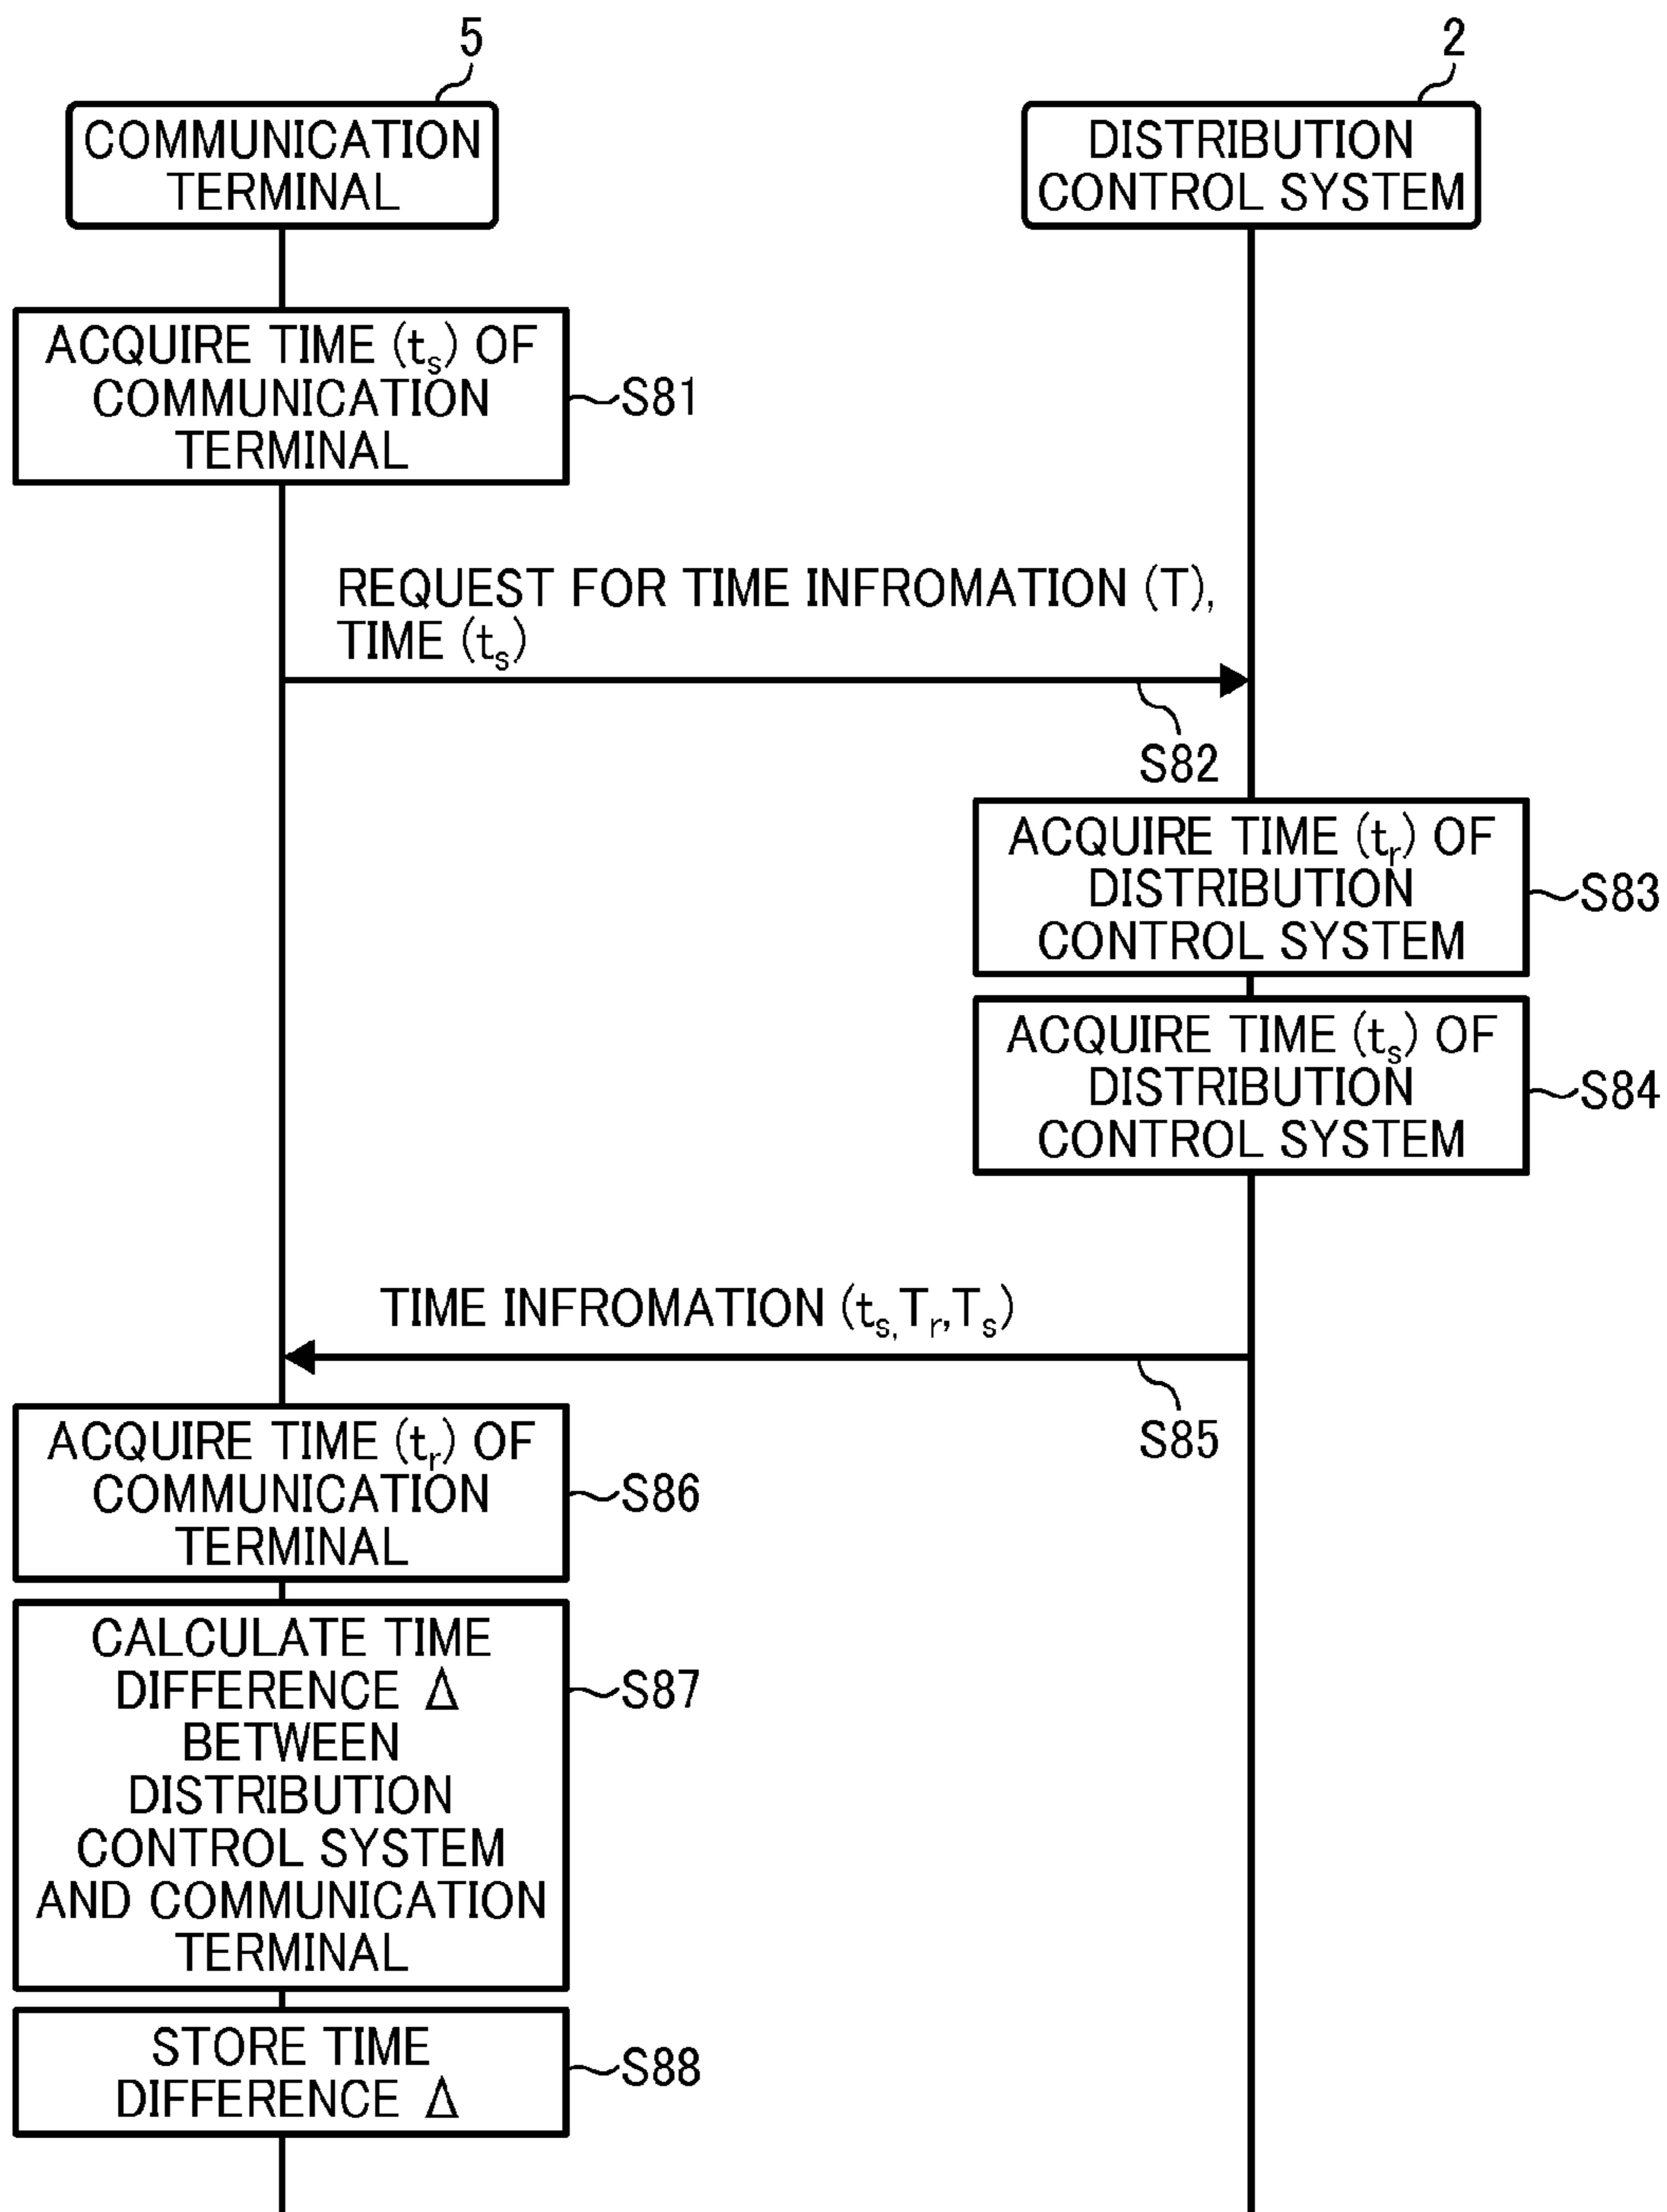 5
COMMUNICATION
TERMINAL
2
DISTRIBUTION
CONTROL SYSTEM
ACQUIRE TIME (ts) OF
COMMUNICATION
TERMINAL
S81
REQUEST FOR TIME INFROMATION (T),
TIME (ts)
S82
ACQUIRE TIME (tr) OF
DISTRIBUTION
CONTROL SYSTEM
S83
ACQUIRE TIME (ts) OF
DISTRIBUTION
CONTROL SYSTEM
S84
TIME INFROMATION (ts,Tr,Ts)
S85
ACQUIRE TIME (tr) OF
COMMUNICATION
TERMINAL
S86
CALCULATE TIME
DIFFERENCE Δ
BETWEEN
DISTRIBUTION
CONTROL SYSTEM
AND COMMUNICATION
TERMINAL
S87
STORE TIME
DIFFERENCE Δ
S88